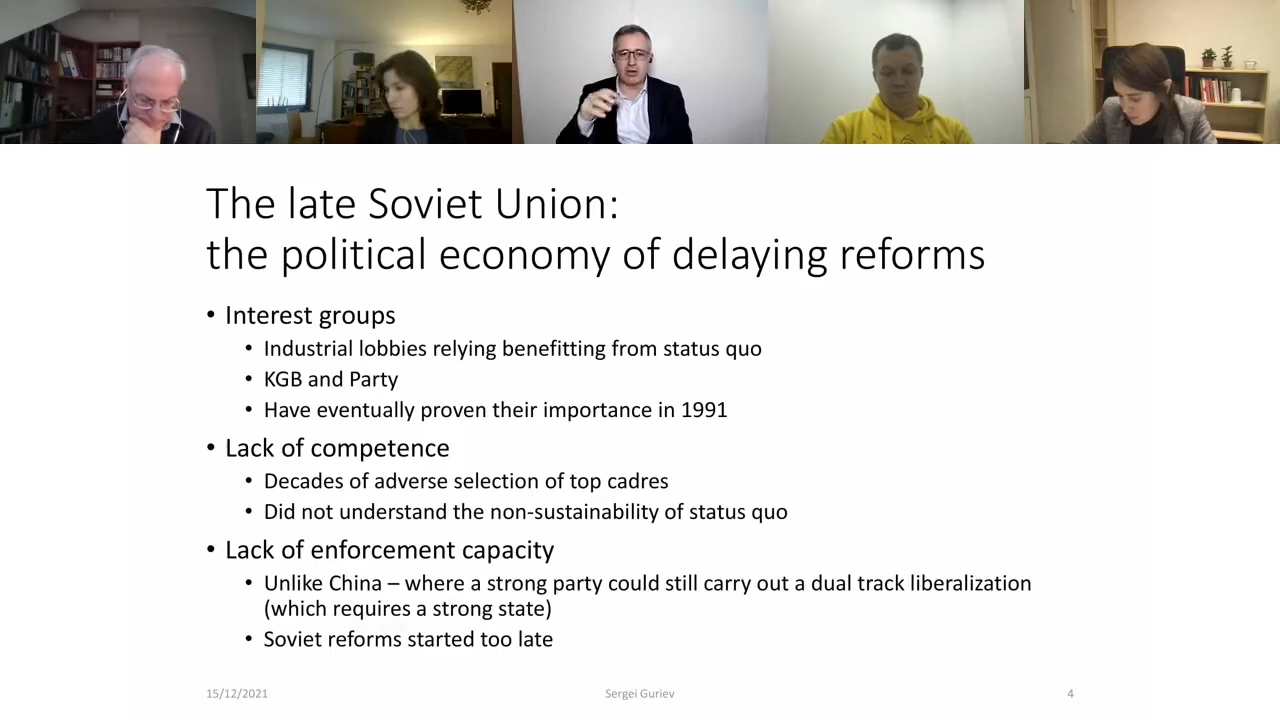 The late Soviet Union:
the political economy of delaying reforms
• Interest groups
• Industrial lobbies relying benefitting from status quo
• KGB and Party
• Have eventually proven their importance in 1991
• Lack of competence
• Decades of adverse selection of top cadres
• Did not understand the non-sustainability of status quo
• Lack of enforcement capacity
• Unlike China – where a strong party could still carry out a dual track liberalization
(which requires a strong state)
• Soviet reforms started too late
15/12/2021
Sergei Guriev
4